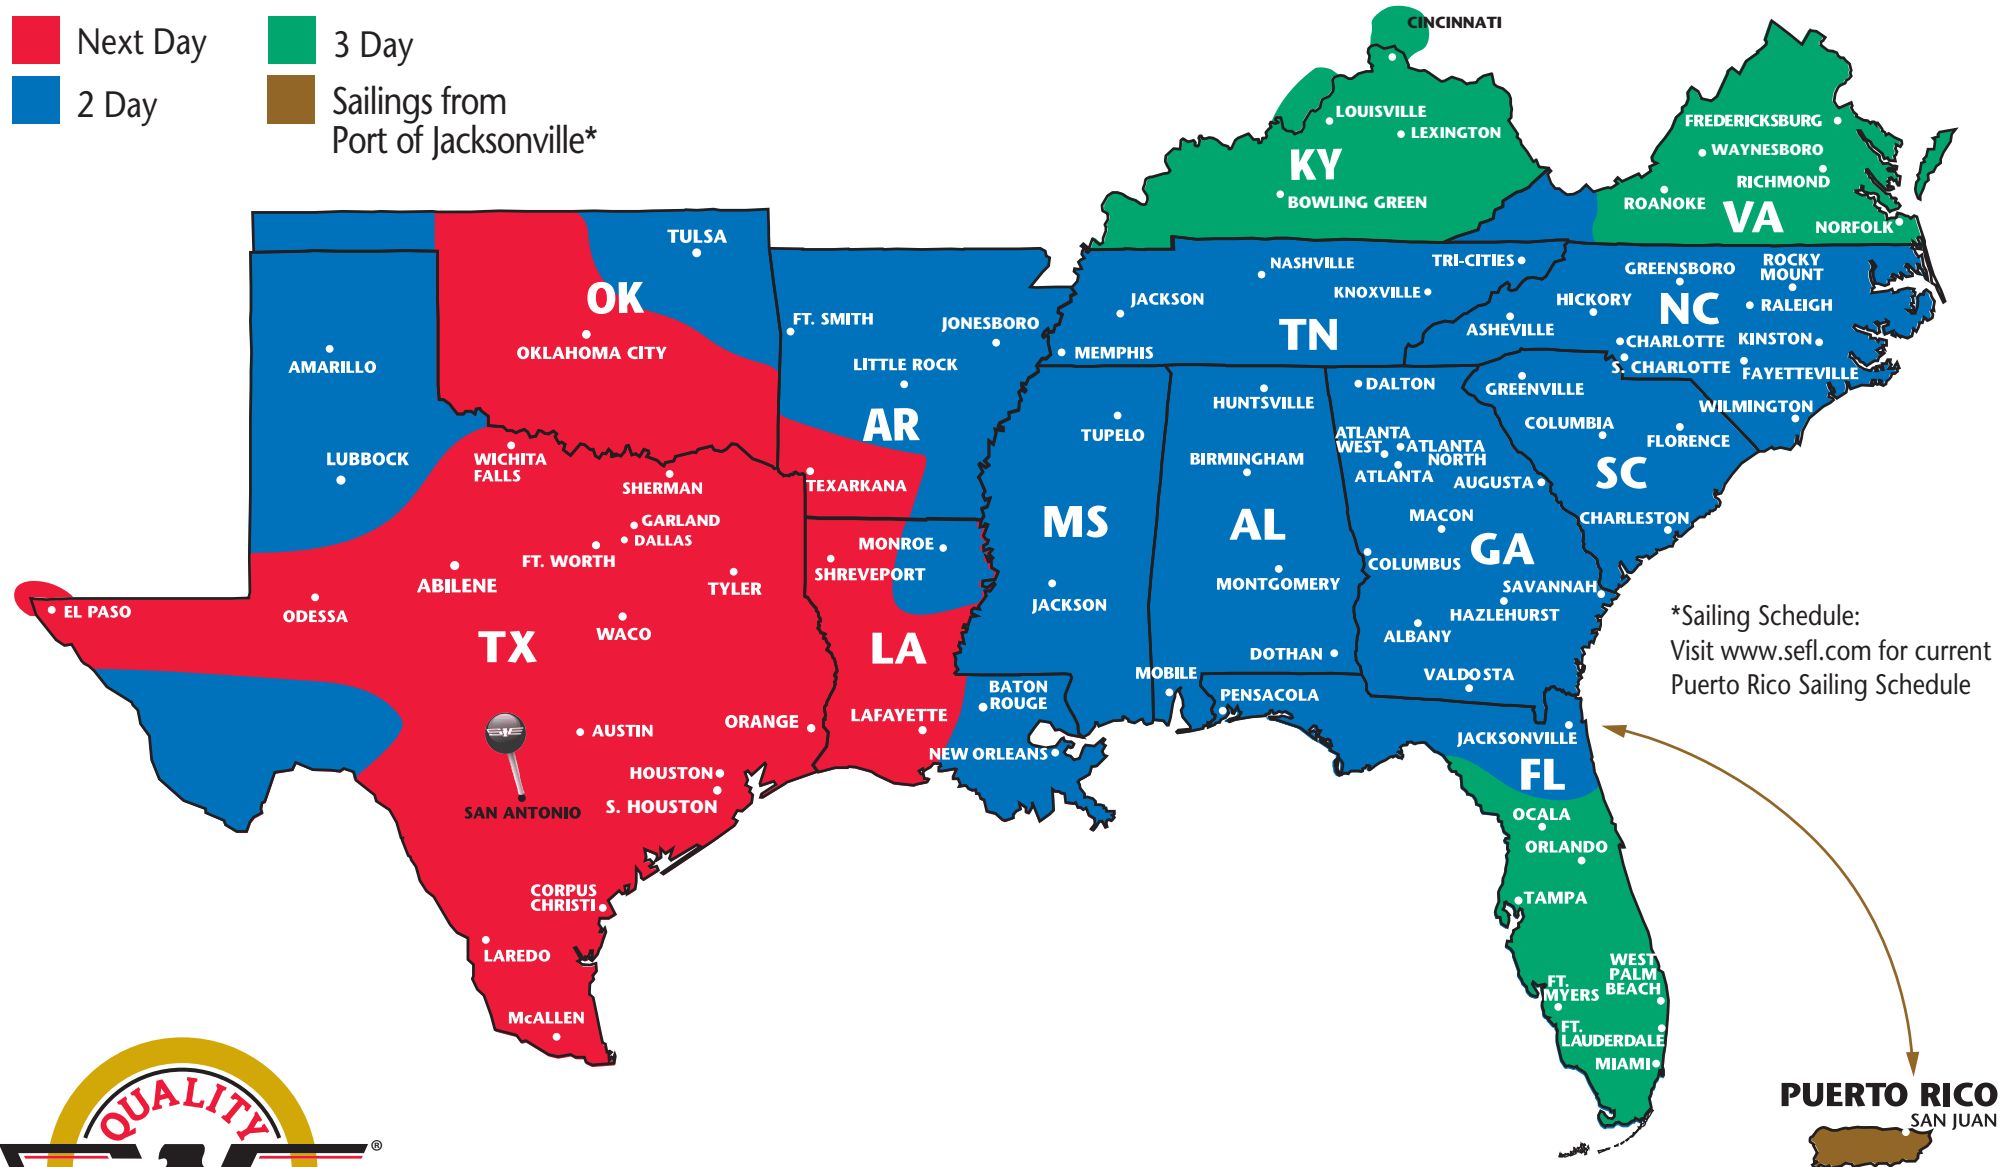 Next Day
3 Day
2 Day
Sailings from
Port of Jacksonville*
CINCINNATI
LOUISVILLE
LEXINGTON
KY
BOWLING GREEN
FREDERICKSBURG
WAYNESBORO
RICHMOND
ROANOKE
VA
NORFOLK
TULSA
OK
OKLAHOMA CITY
AMARILLO
LUBBOCK
WICHITA
FALLS
SHERMAN
GARLAND
DALLAS
FT. WORTH
ABILENE
TYLER
EL PASO
ODESSA
WACO
TX
AUSTIN
ORANGE
HOUSTON
S. HOUSTON
SAN ANTONIO
CORPUS
CHRISTI
LAREDO
McALLEN
FT. SMITH
JONESBORO
LITTLE ROCK
AR
TEXARKANA
MONROE
SHREVEPORT
LA
LAFAYETTE
BATON
ROUGE
NEW ORLEANS
NASHVILLE
TRI-CITIES
JACKSON
KNOXVILLE
TN
MEMPHIS
GREENSBORO
ROCKY
MOUNT
HICKORY
NC
RALEIGH
ASHEVILLE
CHARLOTTE
KINSTON
S. CHARLOTTE
FAYETTEVILLE
WILMINGTON
TUPELO
MS
JACKSON
HUNTSVILLE
BIRMINGHAM
AL
MONTGOMERY
DOTHAN
MOBILE
DALTON
ATLANTA
WEST
ATLANTA
NORTH
ATLANTA
AUGUSTA
MACON
GA
COLUMBUS
SAVANNAH
HAZLEHURST
ALBANY
VALDOSTA
GREENVILLE
COLUMBIA
FLORENCE
SC
CHARLESTON
PENSACOLA
JACKSONVILLE
FL
OCALA
ORLANDO
TAMPA
WEST
PALM
BEACH
FT.
MYERS
FT.
LAUDERDALE
MIAMI
*Sailing Schedule:
Visit www.sefl.com for current
Puerto Rico Sailing Schedule
PUERTO RICO
SAN JUAN
QUALITY
®